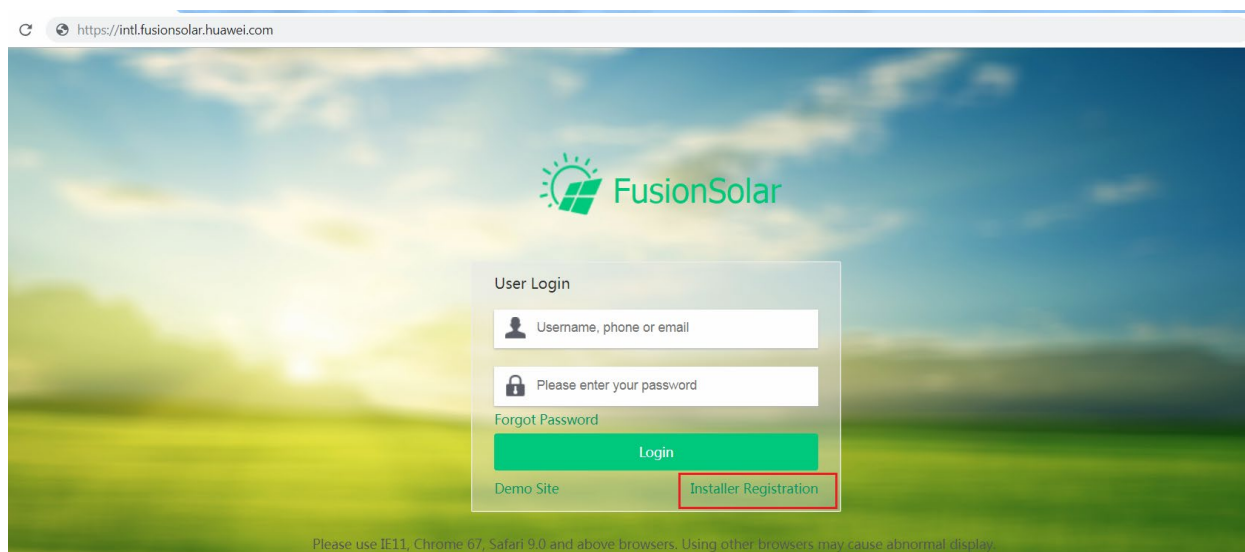 https://intl.fusionsolar.huawei.com
FusionSolar
User Login
Username, phone or email
Please enter your password
Forgot Password
Login
Demo Site Installer Registration
Please use IE11, Chrome 67, Safari 9.0 and above browsers. Using other browsers may cause abnormal display.